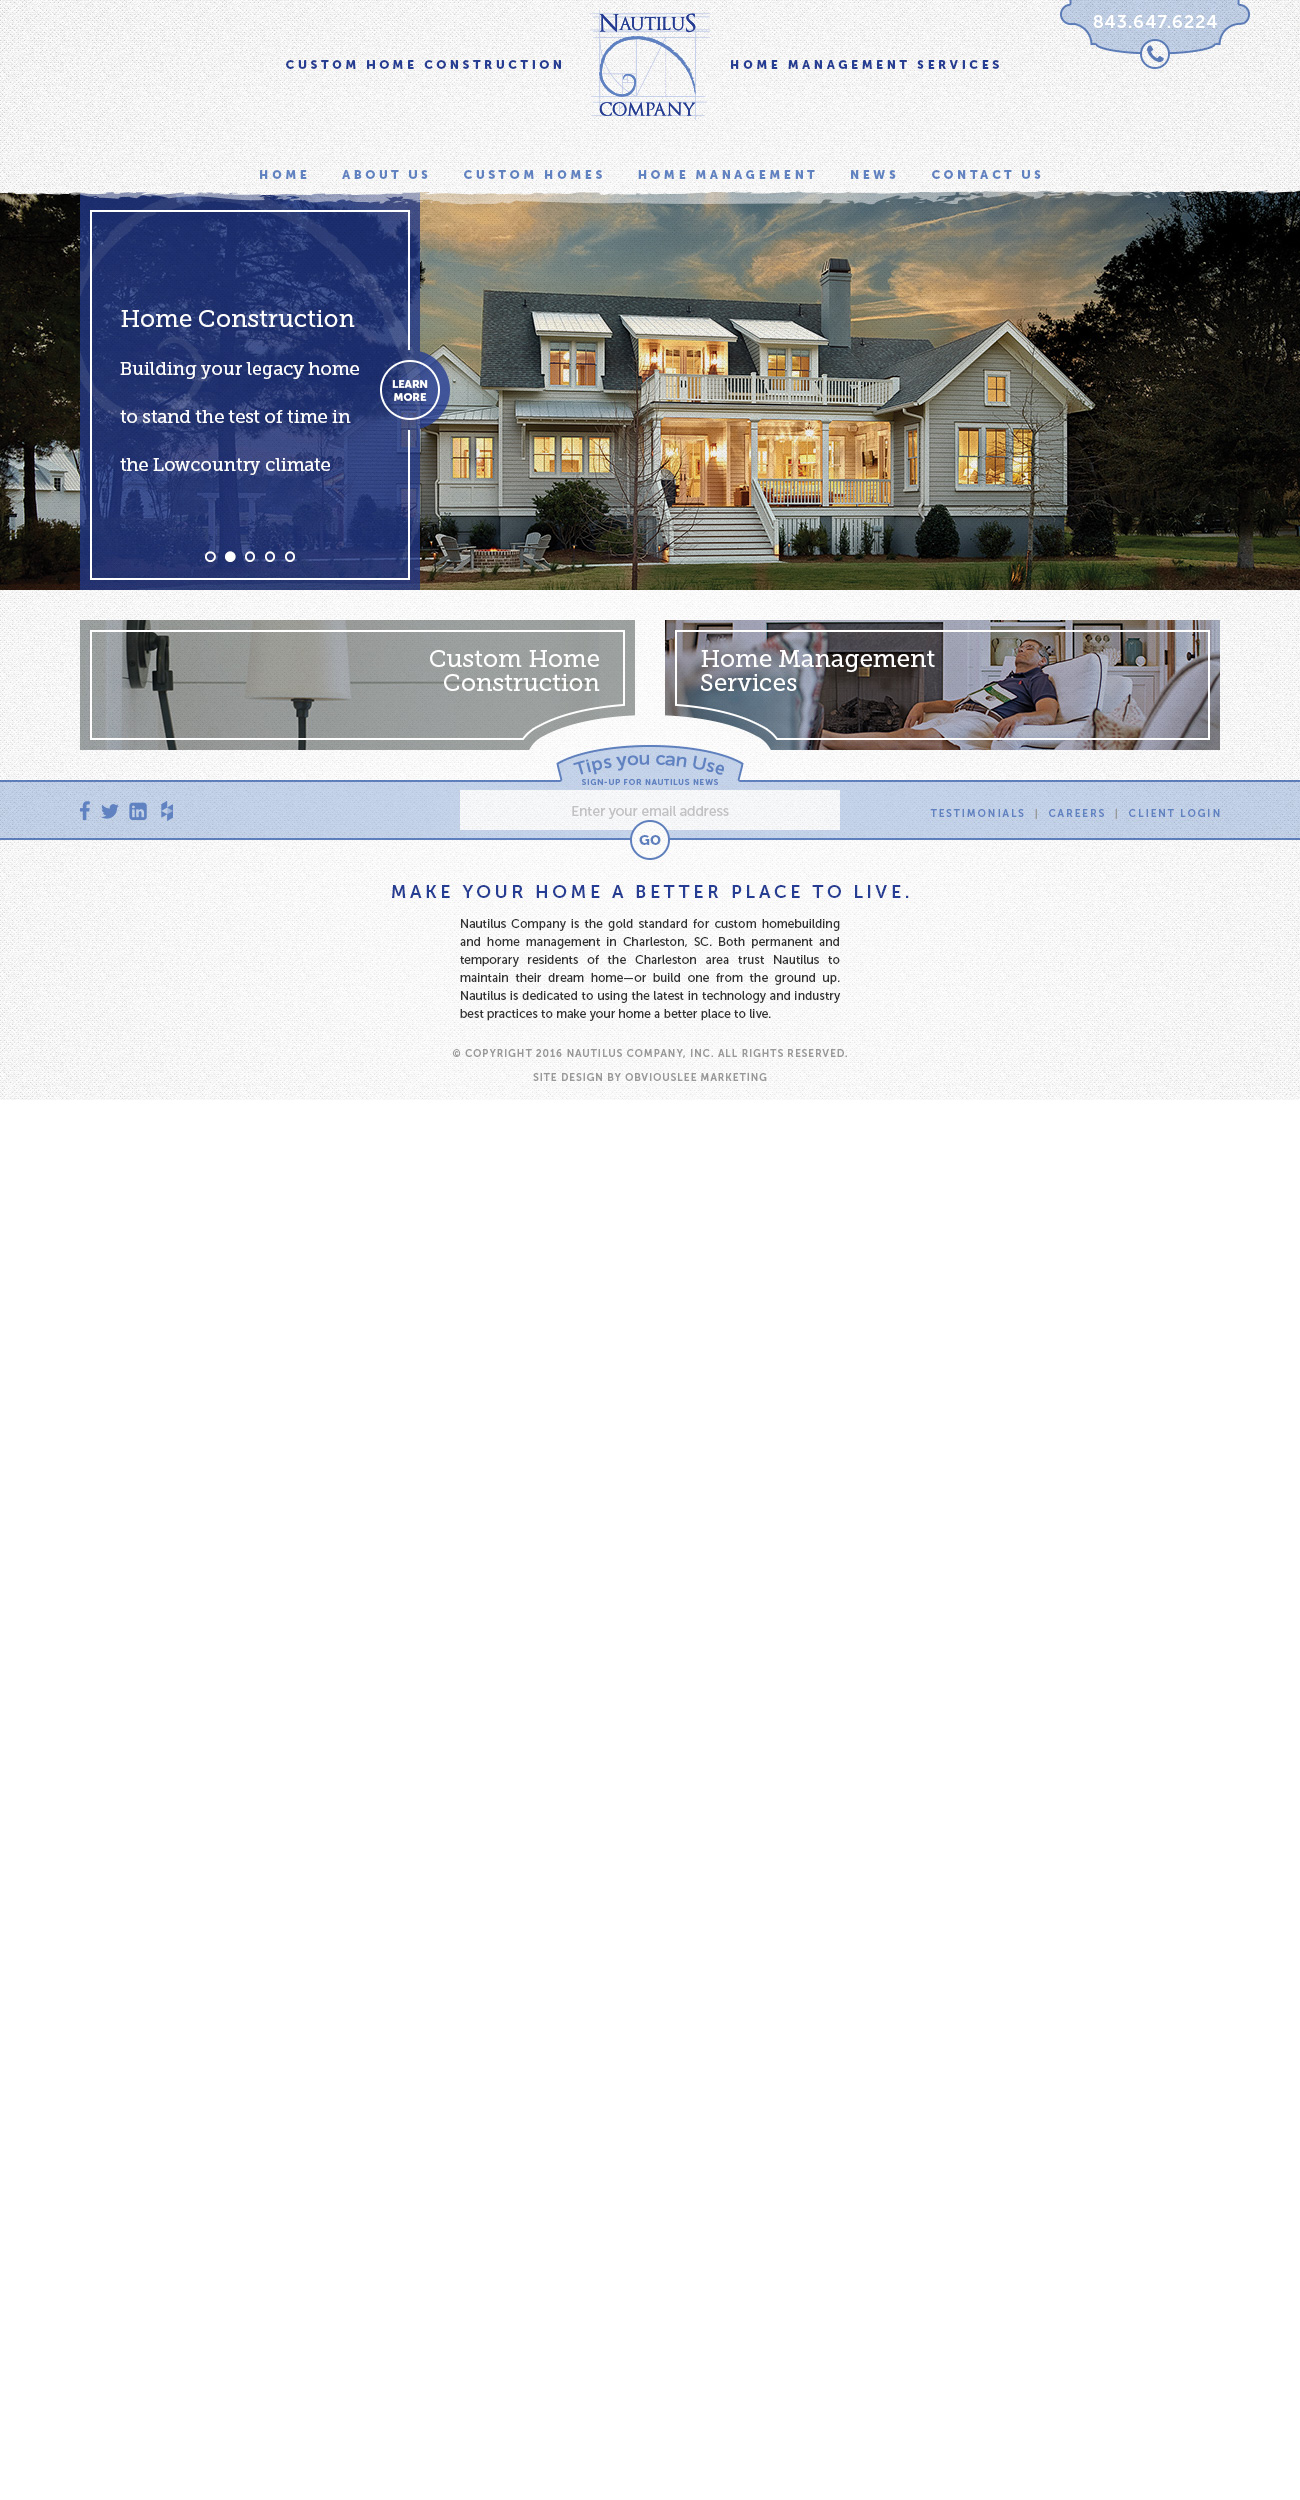 843.647.6224
NAUTILUS
COMPANY
CUSTOM HOME CONSTRUCTION
HOME MANAGEMENT SERVICES
HOME ABOUT US CUSTOM HOMES HOME MANAGEMENT NEWS CONTACT US
Home Construction
Building your legacy home
to stand the test of time in
the Lowcountry climate
LEARN
MORE
Custom Home
Construction
Home Management
Services
Tips you can Use
SIGN-UP FOR NAUTILUS NEWS
Enter your email address
GO
TESTIMONIALS | CAREERS | CLIENT LOGIN
MAKE YOUR HOME A BETTER PLACE TO LIVE.
Nautilus Company is the gold standard for custom homebuilding
and home management in Charleston, SC. Both permanent and
temporary residents of the Charleston area trust Nautilus to
maintain their dream home—or build one from the ground up.
Nautilus is dedicated to using the latest in technology and industry
best practices to make your home a better place to live.
© COPYRIGHT 2016 NAUTILUS COMPANY, INC. ALL RIGHTS RESERVED.
SITE DESIGN BY OBVIOUSLEE MARKETING